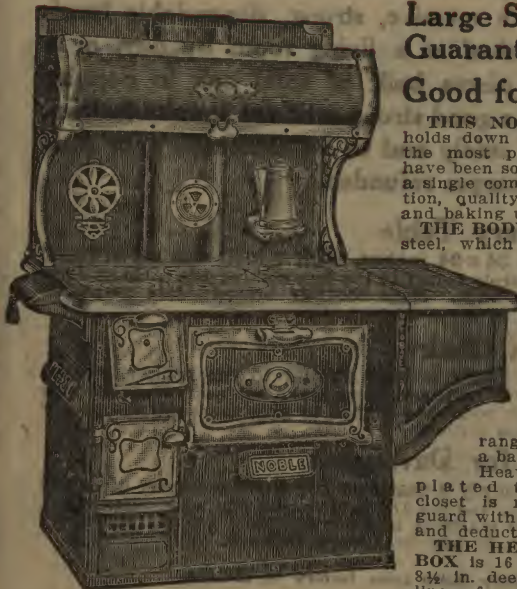 Large S
Guarant
Good fo
THIS NO
holds down
the most p
have been so
a single com
tion, quality
and baking u
THE BODY
steel, which
rang
a ba
Hea
plated
closet is
guard with
and deduct
THE HE
BOX is 16
8½ in. dee
NOBLE